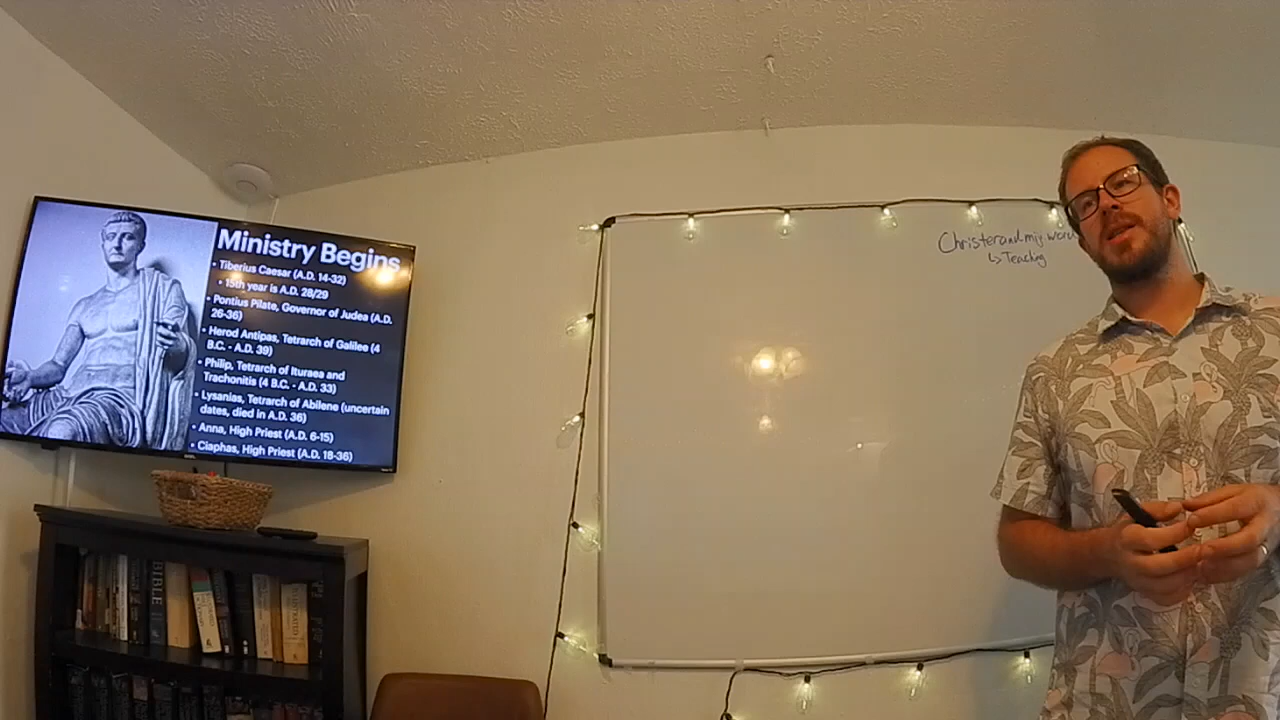 Ministry Begins
• Tiberius Caesar (A.D. 14-32)
• 15th year is A.D. 28/29
• Pontius Pilate, Governor of Judea (A.D.
26-36)
• Herod Antipas, Tetrarch of Galilee (4
B.C. - A.D. 39)
• Philip, Tetrarch of Ituraea and
Trachonitis (4 B.C. - A.D. 33)
• Lysanias, Tetrarch of Abilene (uncertain
dates, died in A.D. 36)
• Anna, High Priest (A.D. 6-15)
• Ciaphas, High Priest (A.D. 18-36)
↳ Teaching
BIBLE